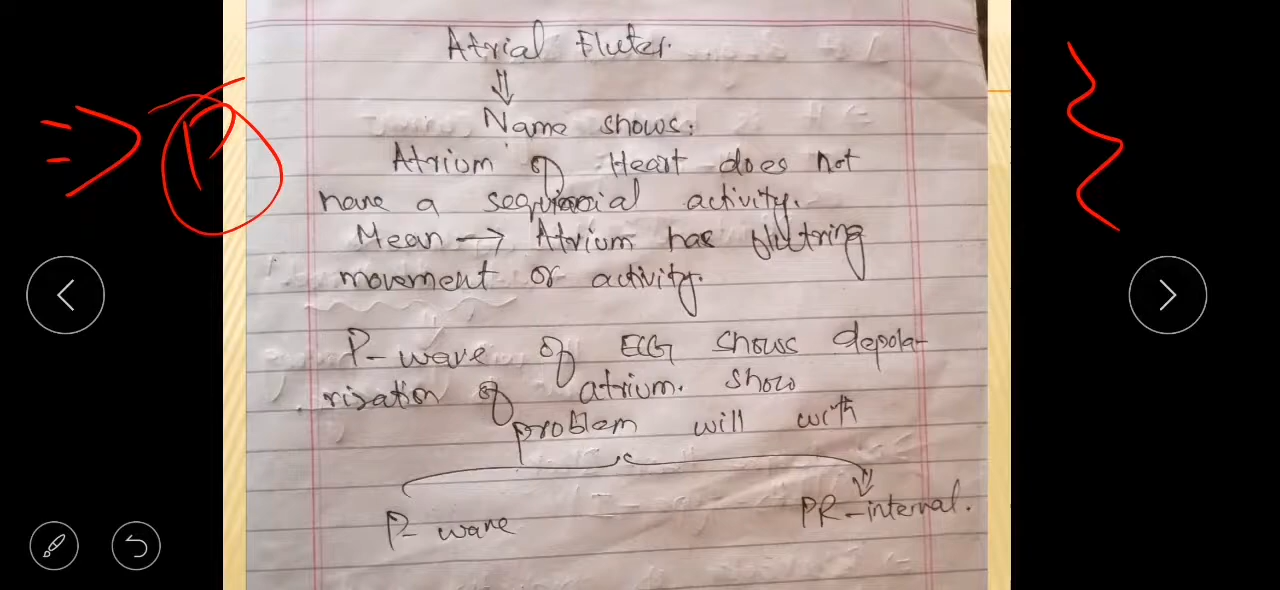 Atrial Fluter.
Name shows:
Atrium of Heart does not
have a activity.
Mean → Atrium has fluttring
movement or activity.
P-wave of ECG shows depola-
risation of atrium. show
problem will with
P-wave
PR-interval.
P